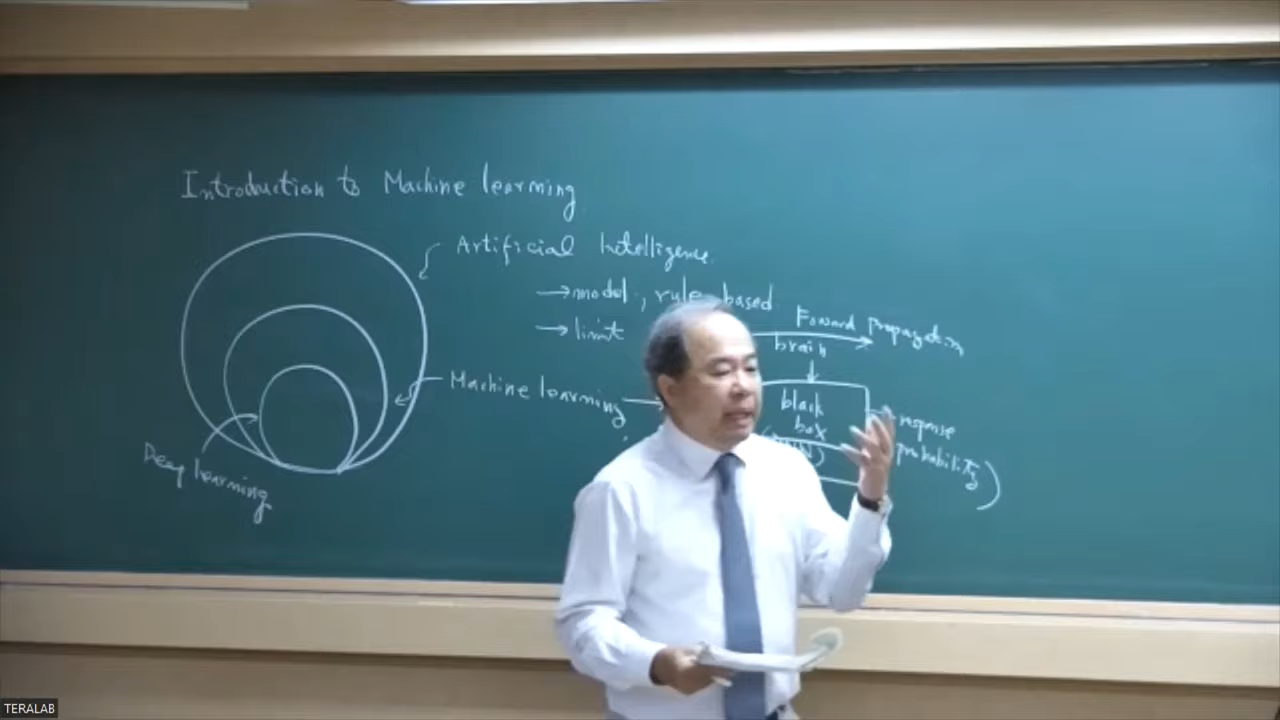 Introduction to Machine learning
Artificial Intelligence
→ model, rule based
→ limit
Foward propagation
brain
Machine learning
black
box
response
probability)
Deep learning
TERALAB